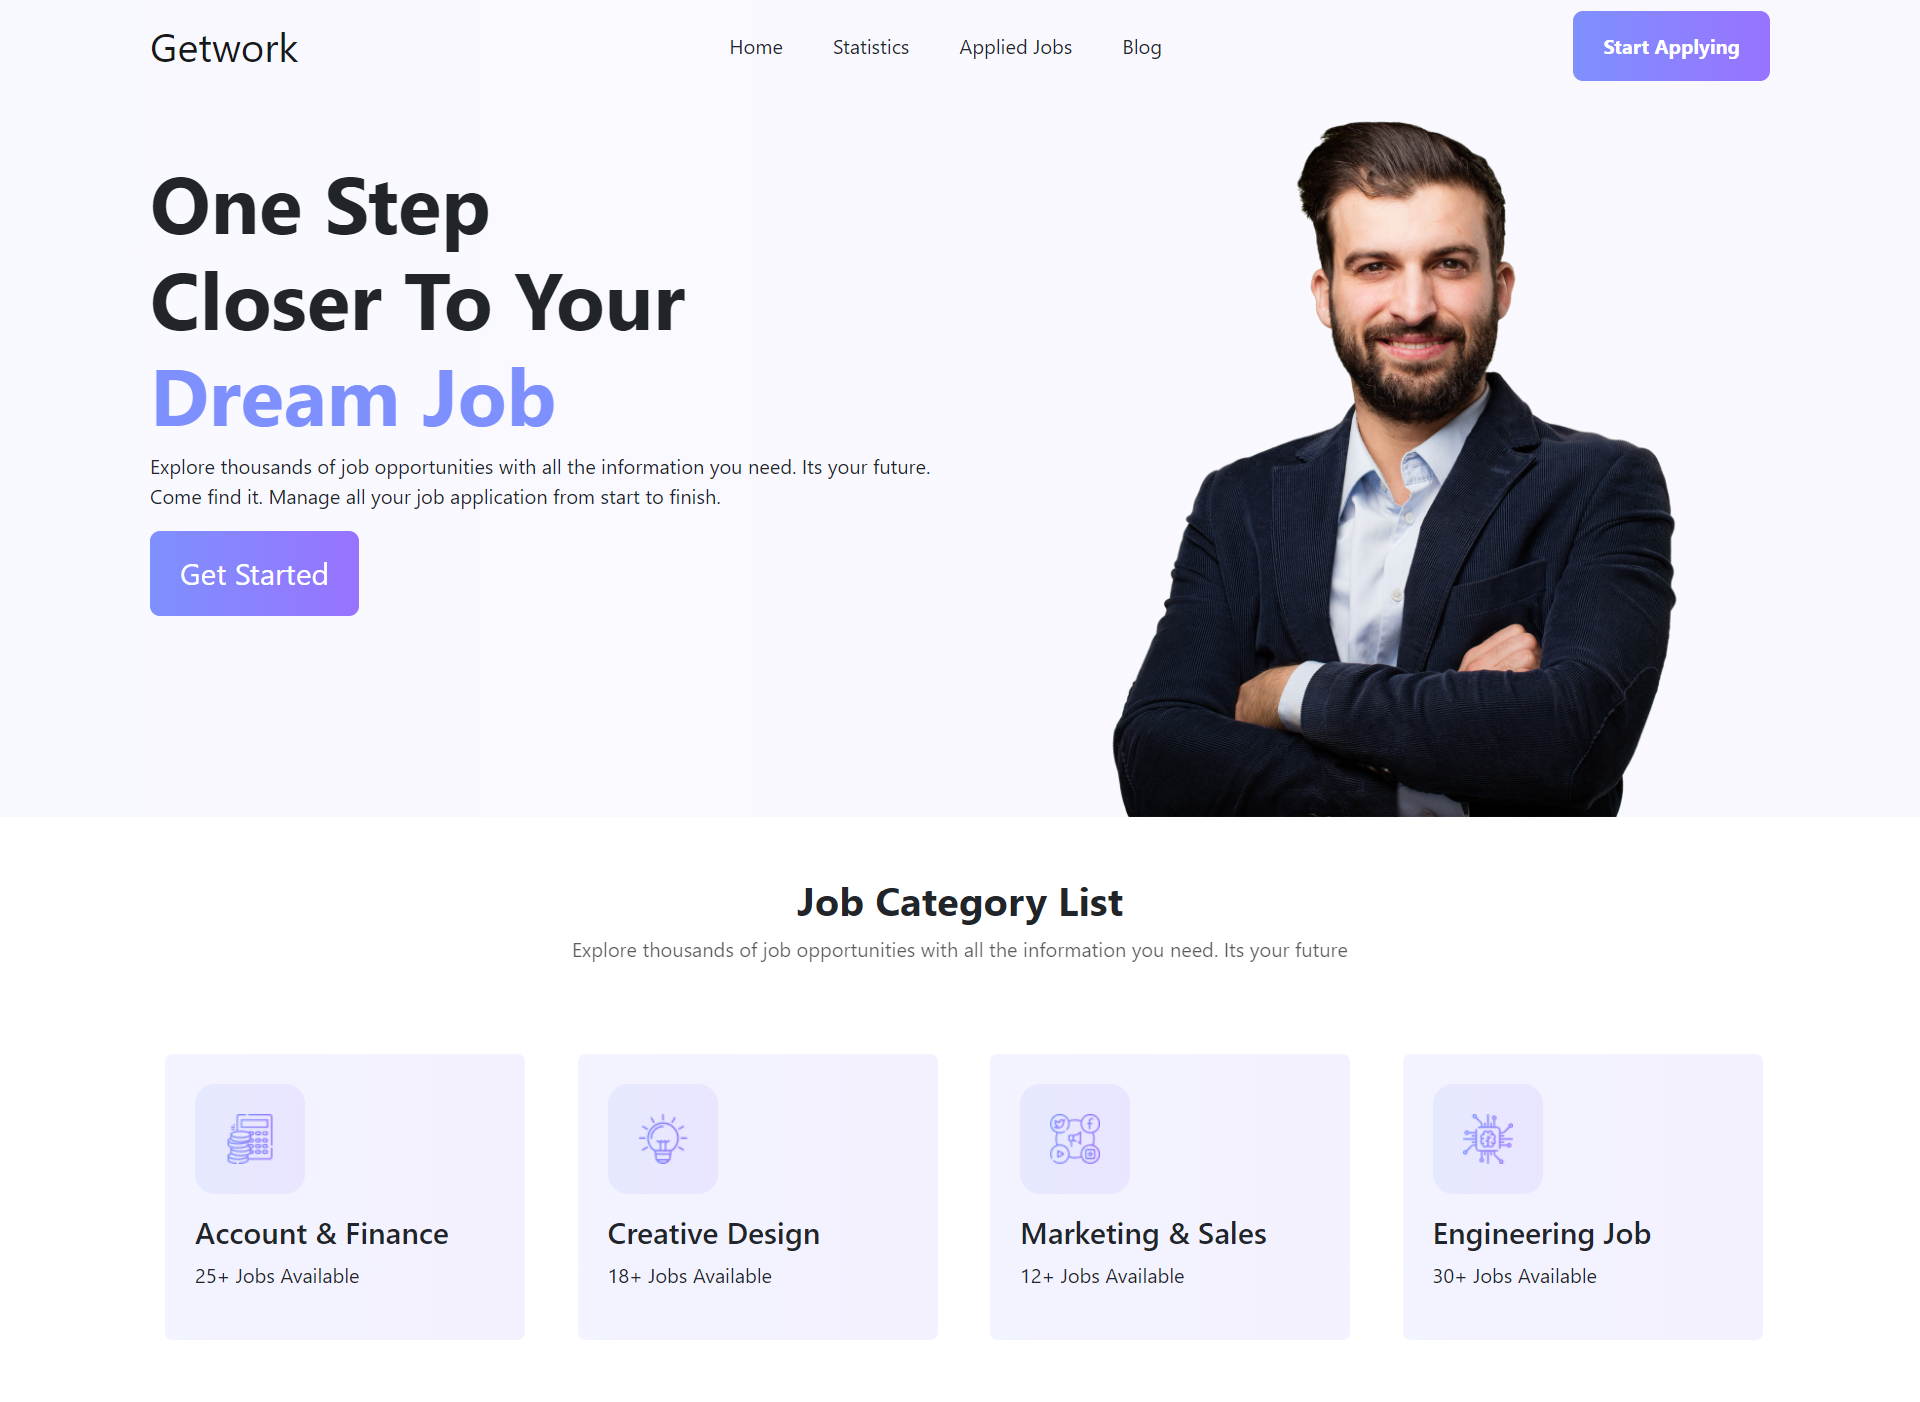 Getwork
Home
Statistics
Applied Jobs
Blog
Start Applying
One Step
Closer To Your
Dream Job
Explore thousands of job opportunities with all the information you need. Its your future.
Come find it. Manage all your job application from start to finish.
Get Started
Job Category List
Explore thousands of job opportunities with all the information you need. Its your future
Account & Finance
25+ Jobs Available
Creative Design
18+ Jobs Available
Marketing & Sales
12+ Jobs Available
Engineering Job
30+ Jobs Available